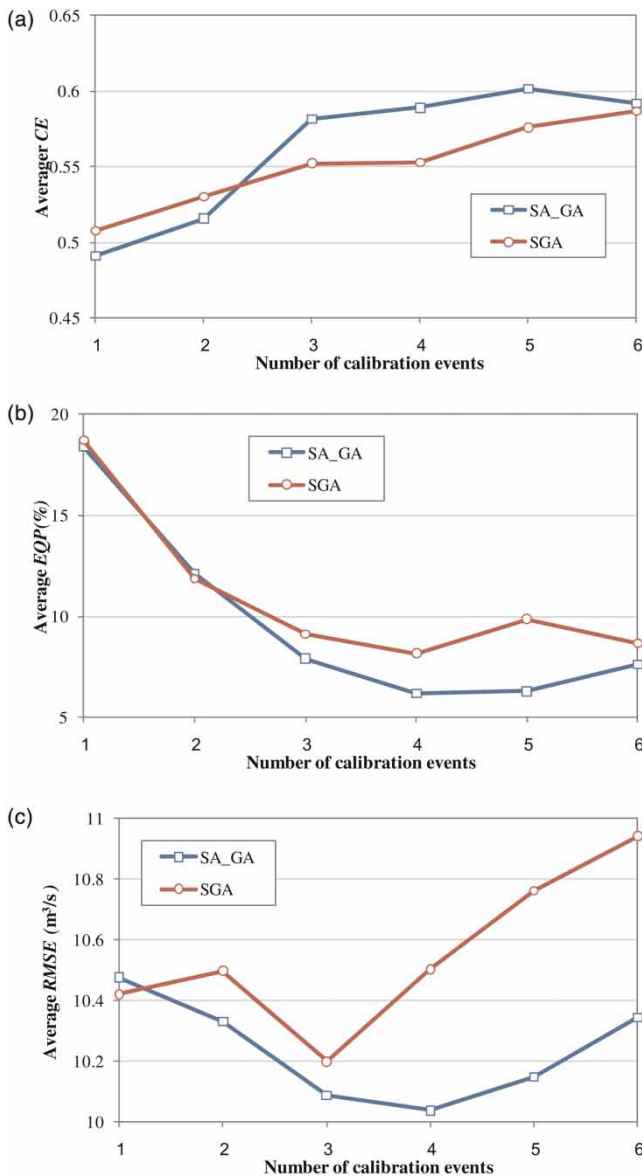 (a)
0.65
0.6
0.55
0.5
0.45
Averager CE
SA_GA
SGA
1 2 3 4 5 6
Number of calibration events
(b)
20
15
10
5
Average EQP(%)
SA_GA
SGA
1 2 3 4 5 6
Number of calibration events
(c)
11
10.8
10.6
10.4
10.2
10
Average RMSE (m³/s)
SA_GA
SGA
1 2 3 4 5 6
Number of calibration events